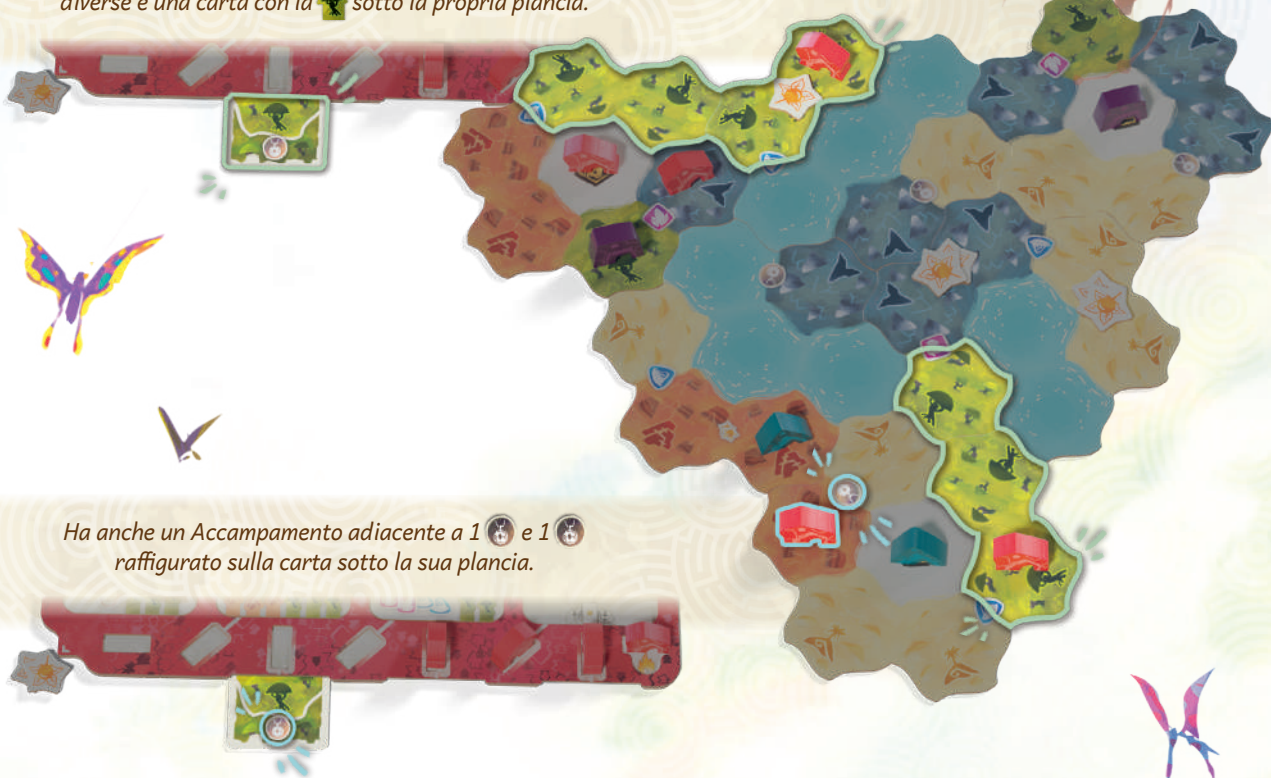 diverse e una carta con la sotto la propria plancia.
Ha anche un Accampamento adiacente a 1 e 1
raffigurato sulla carta sotto la sua plancia.